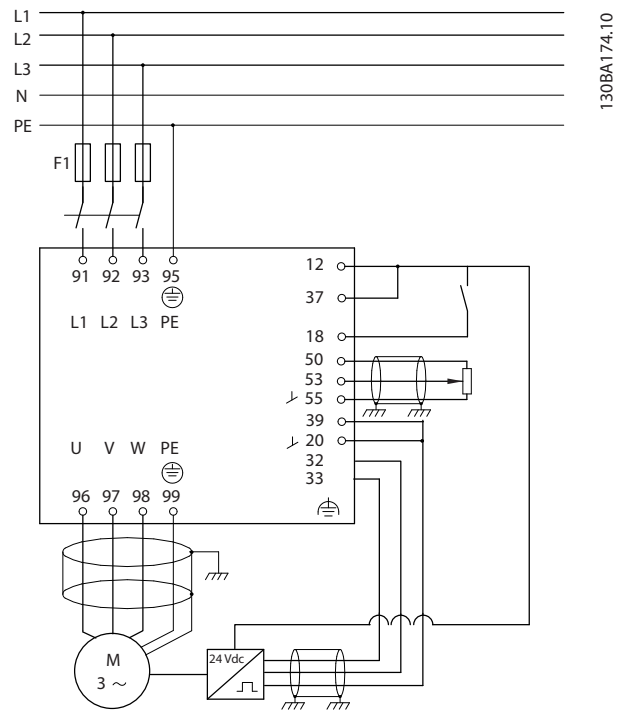 L1
L2
L3
N
PE
130BA174.10
F1
91 92 93 95
L1 L2 L3 PE
12
37
18
50
53
55
39
20
32
33
U V W PE
96 97 98 99
M
3 ~
24 Vdc